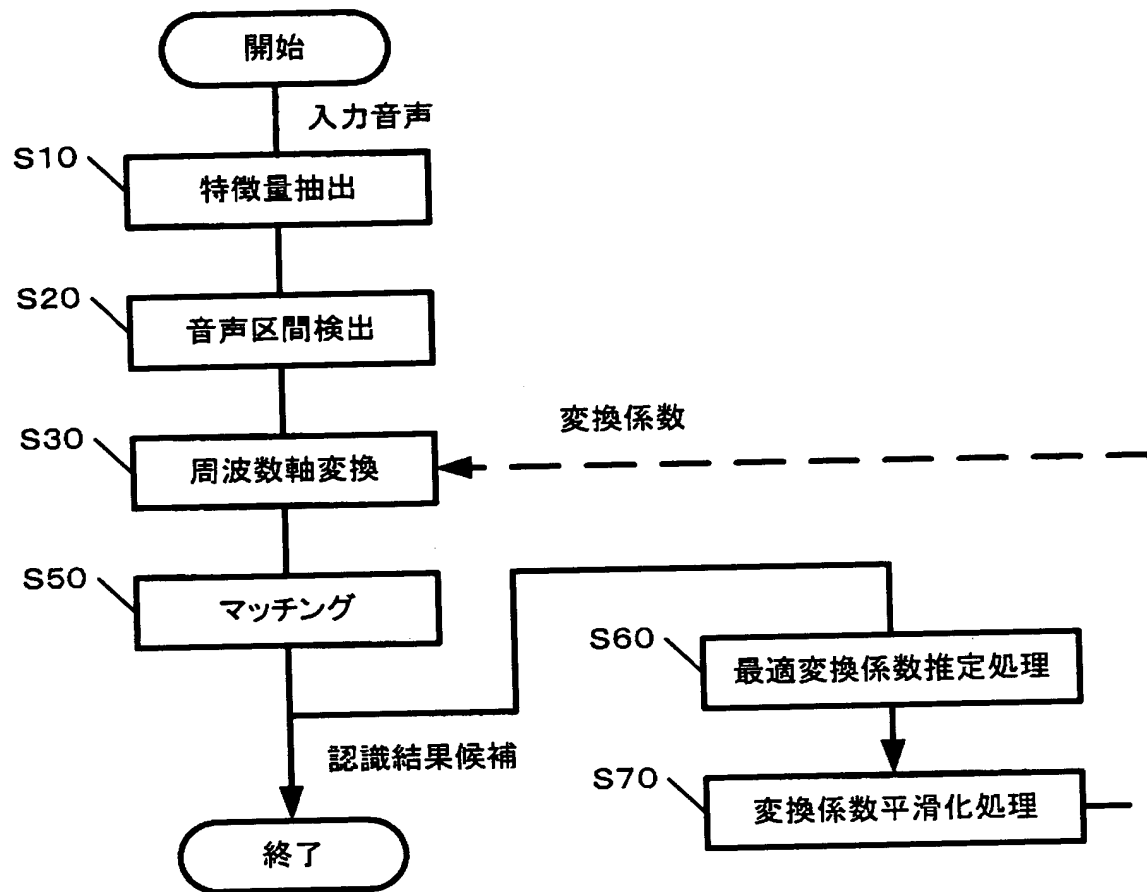 開始
入力音声
S10
特徴量抽出
S20
音声区間検出
変換係数
S30
周波数軸変換
S50
マッチング
S60
最適変換係数推定処理
認識結果候補
S70
変換係数平滑化処理
終了